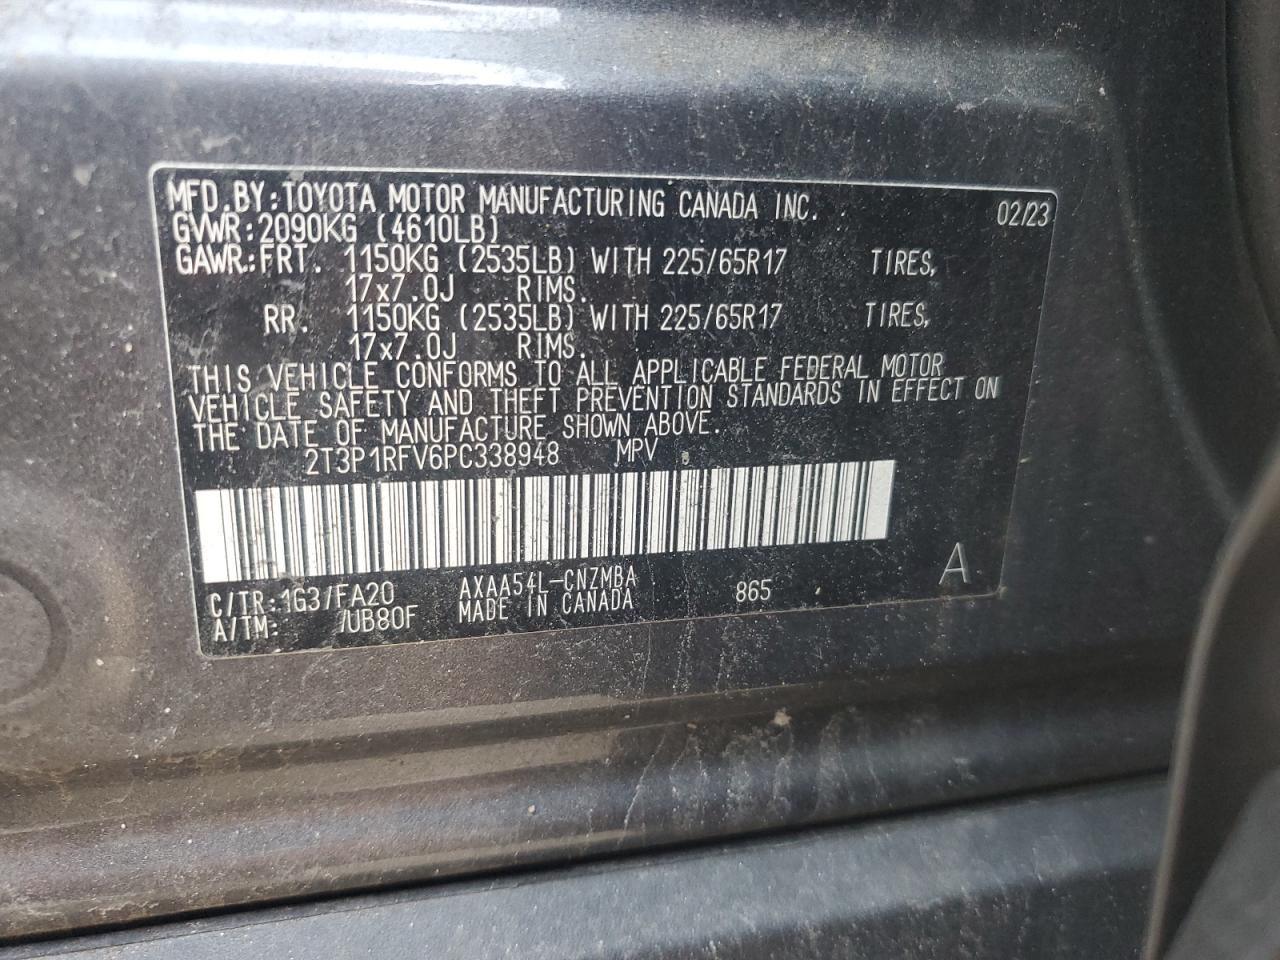 MFD.BY:TOYOTA MOTOR MANUFACTURING CANADA INC. 02/23
GVWR:2090KG (4610LB)
GAWR:FRT. 1150KG (2535LB) WITH 225/65R17 TIRES,
17x7.0J RIMS.
RR. 1150KG (2535LB) WITH 225/65R17 TIRES,
17x7.0J RIMS.
THIS VEHICLE CONFORMS TO ALL APPLICABLE FEDERAL MOTOR
VEHICLE SAFETY AND THEFT PREVENTION STANDARDS IN EFFECT ON
THE DATE OF MANUFACTURE SHOWN ABOVE.
2T3P1RFV6PC338948 MPV
C/TR:1G3/FA20 AXAA54L-CNZMBA 865 A
A/TM: /UB80F MADE IN CANADA